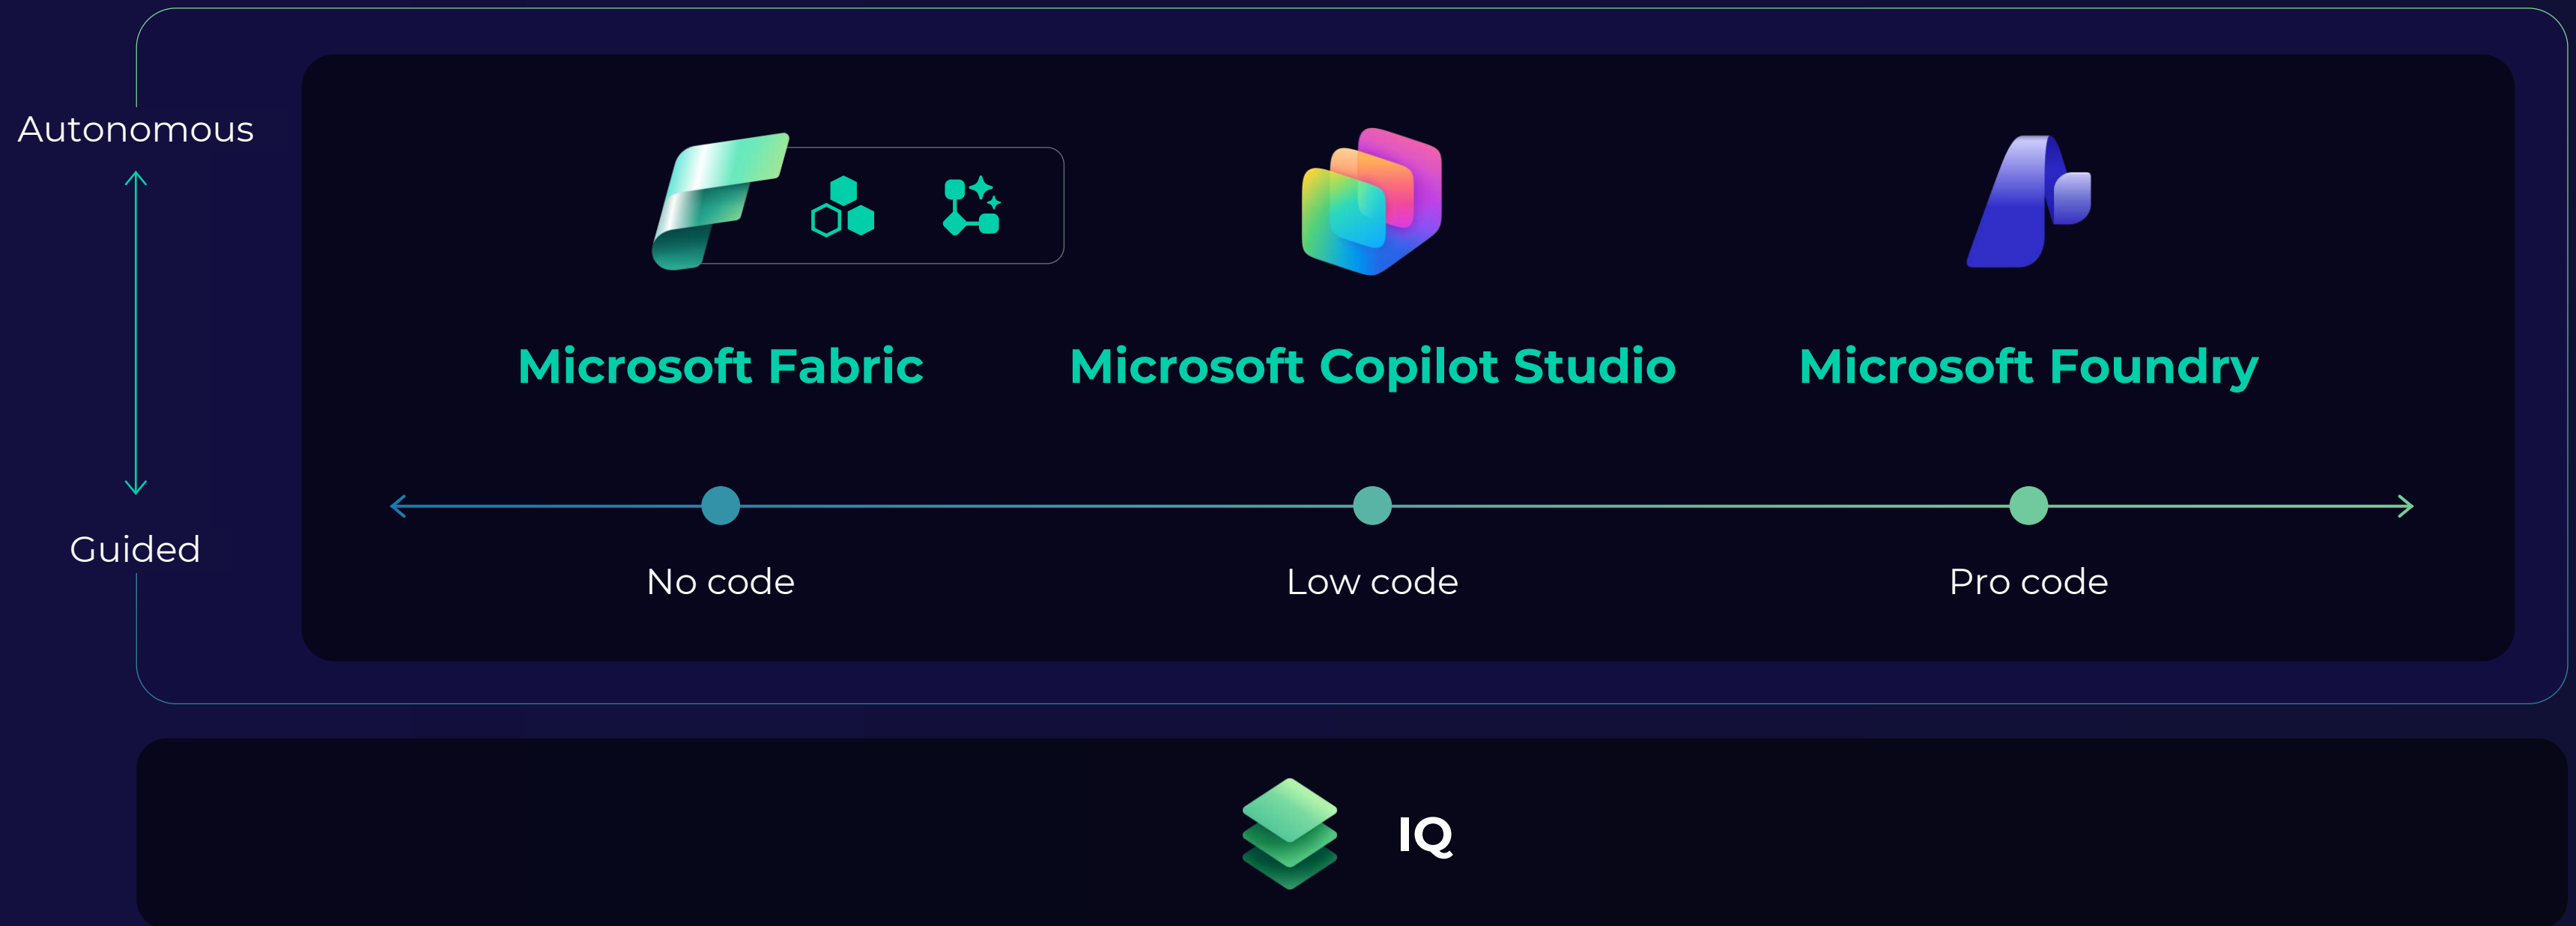 Autonomous
Guided
Microsoft Fabric
Microsoft Copilot Studio
Microsoft Foundry
No code
Low code
Pro code
IQ